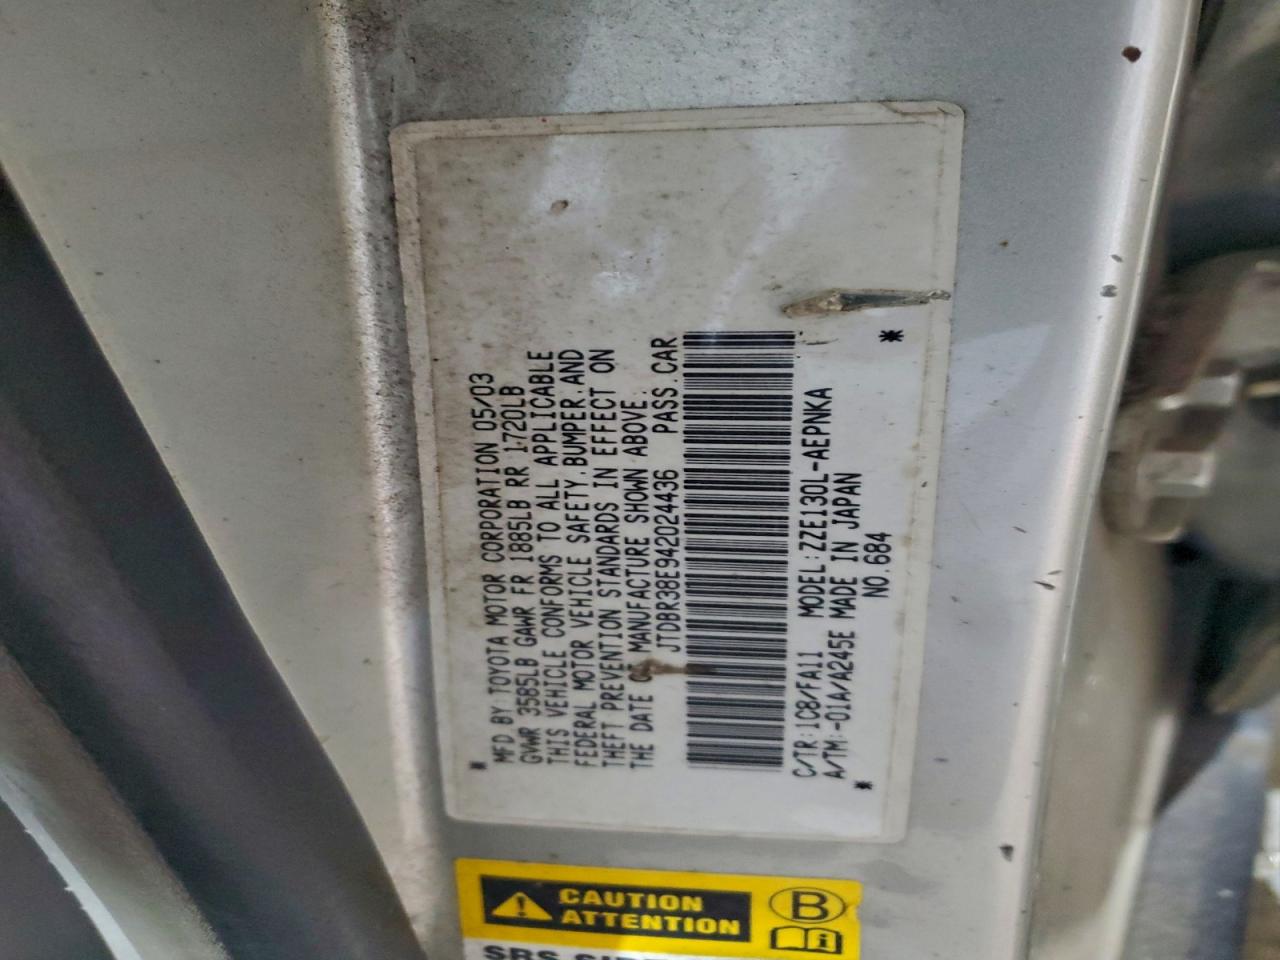 *
MFD BY:TOYOTA MOTOR CORPORATION 05/03
GVWR 3585LB GAWR FR 1885LB RR 1720LB
THIS VEHICLE CONFORMS TO ALL APPLICABLE
FEDERAL MOTOR VEHICLE SAFETY,BUMPER,AND
THEFT PREVENTION STANDARDS IN EFFECT ON
THE DATE MANUFACTURE SHOWN ABOVE.
JTDBR38E942024436 PASS.CAR
C/TR:1C8/FA11 MODEL:ZZE130L-AEPNKA
A/TM:-01A/A245E MADE IN JAPAN
* NO.684 *
CAUTION
ATTENTION
B
i
SRS